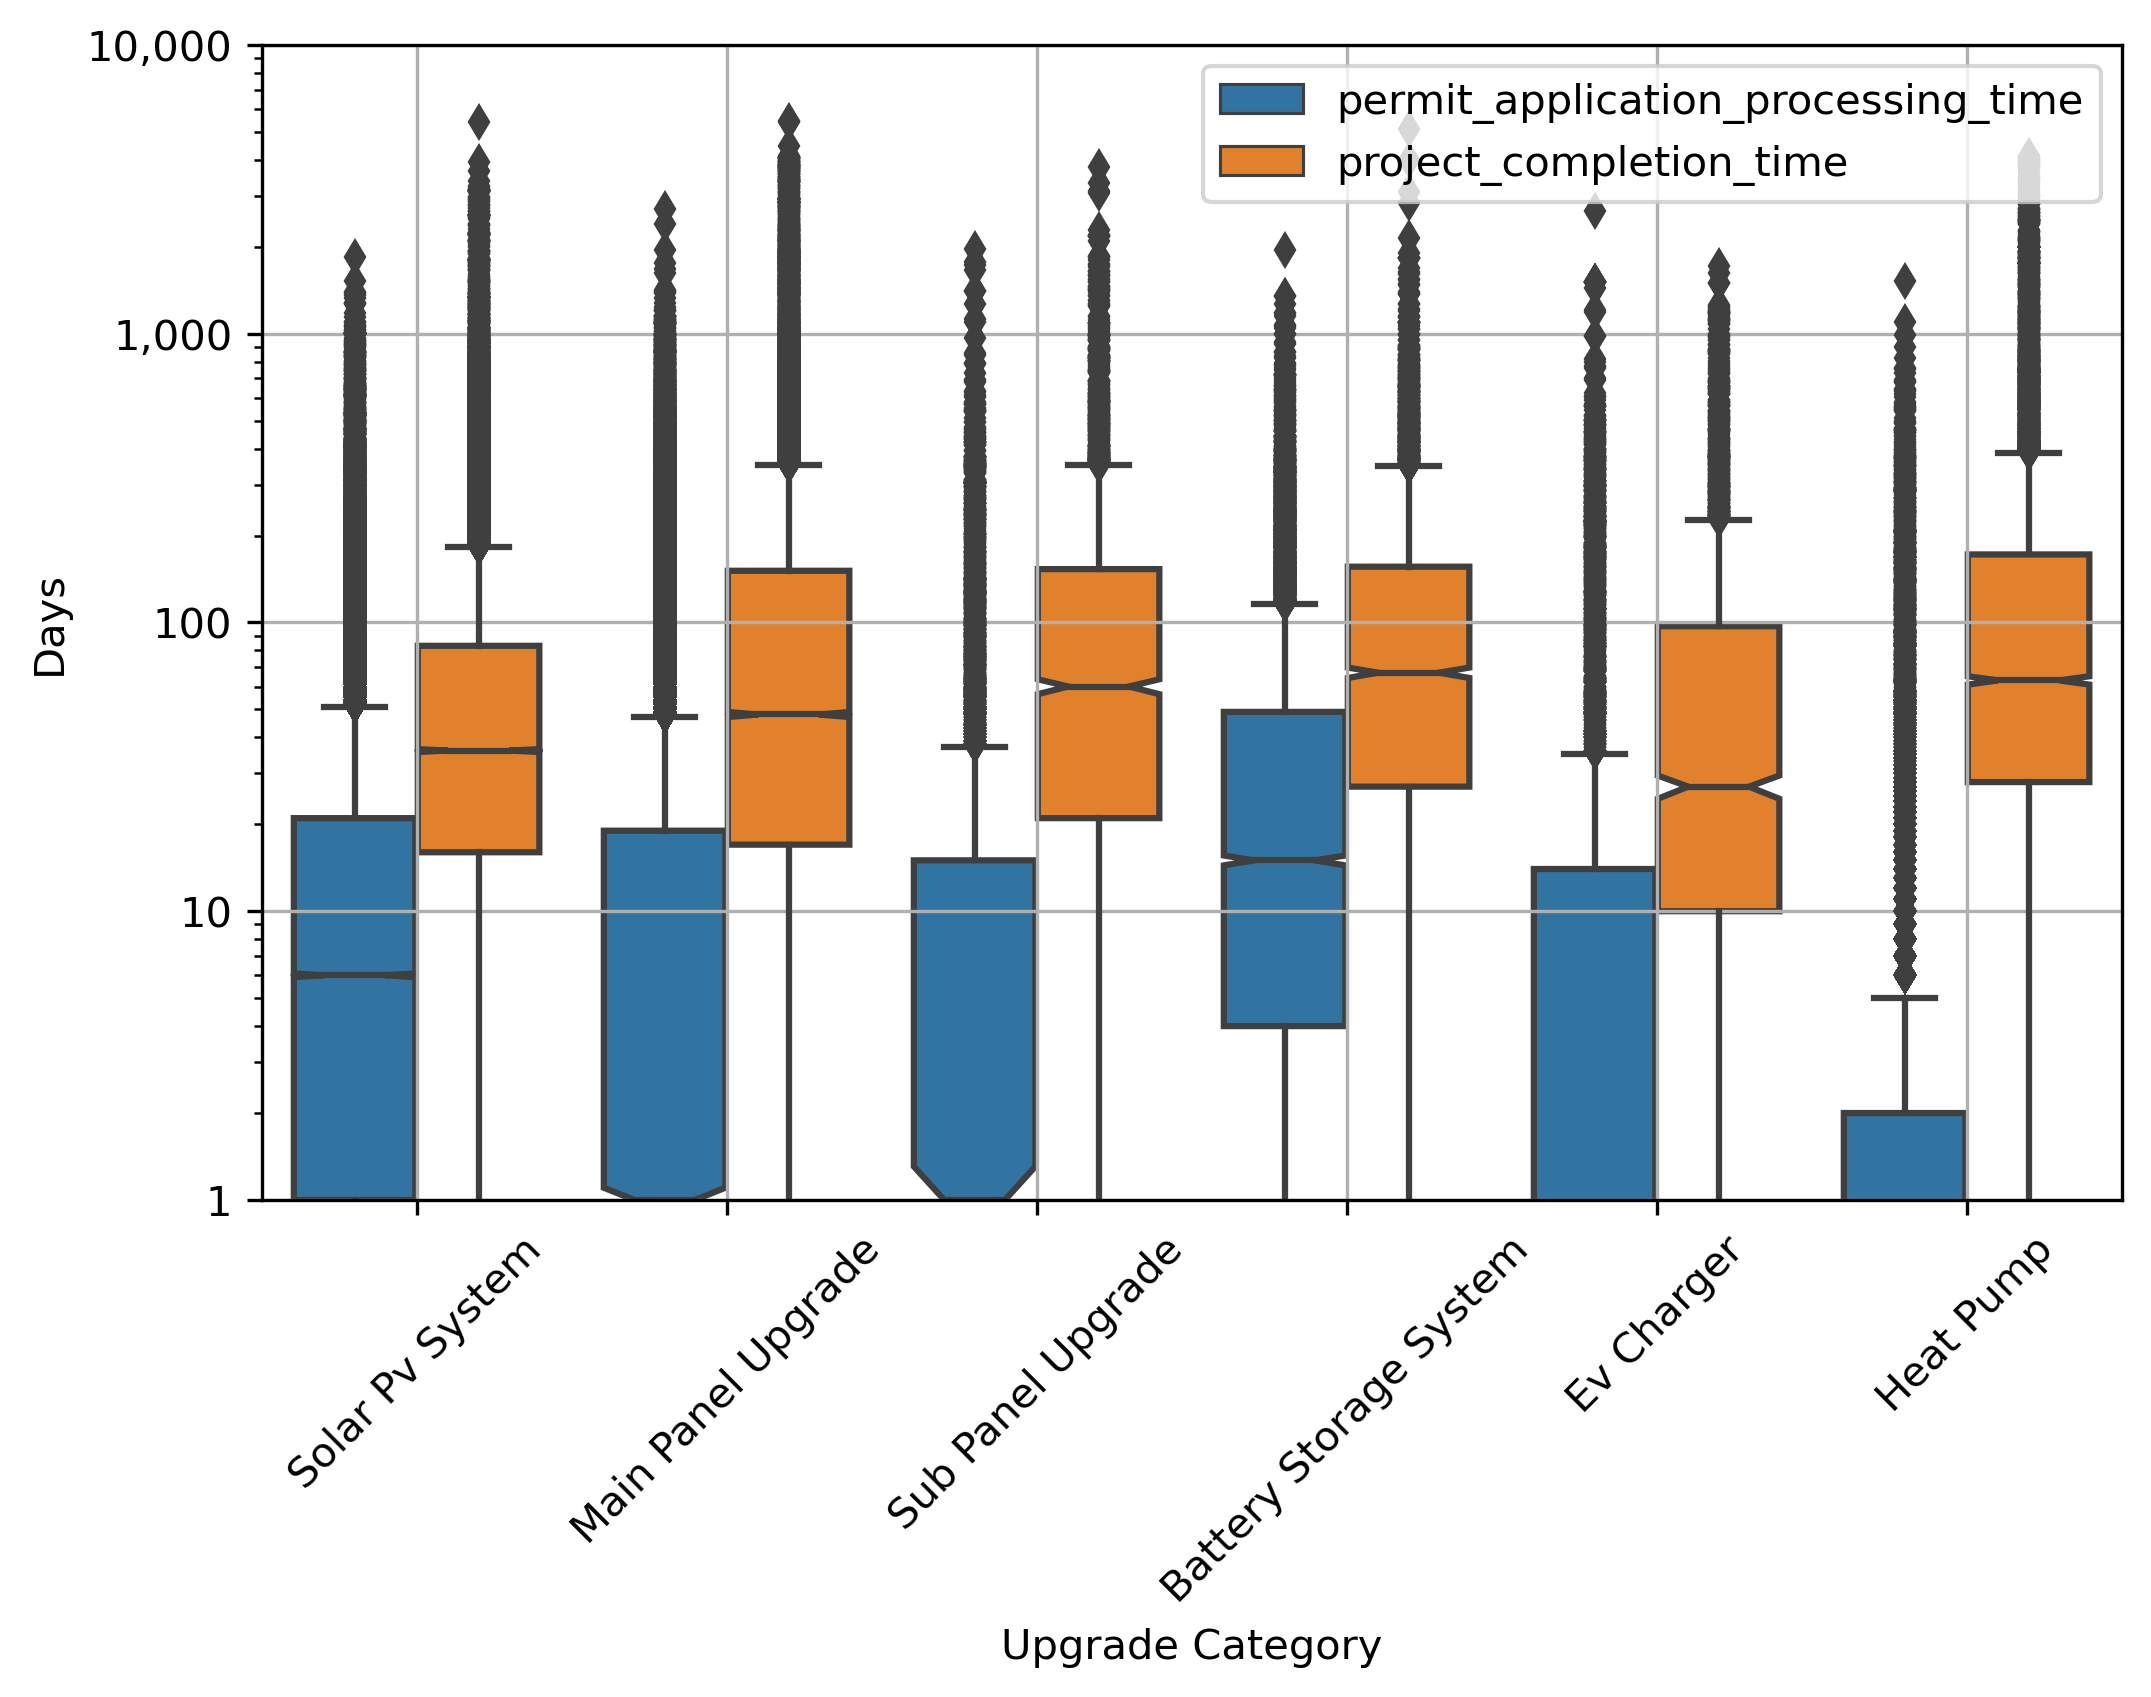 10,000
1,000
100
10
1
Days
permit_application_processing_time
project_completion_time
Solar Pv System
Main Panel Upgrade
Sub Panel Upgrade
Battery Storage System
Ev Charger
Heat Pump
Upgrade Category